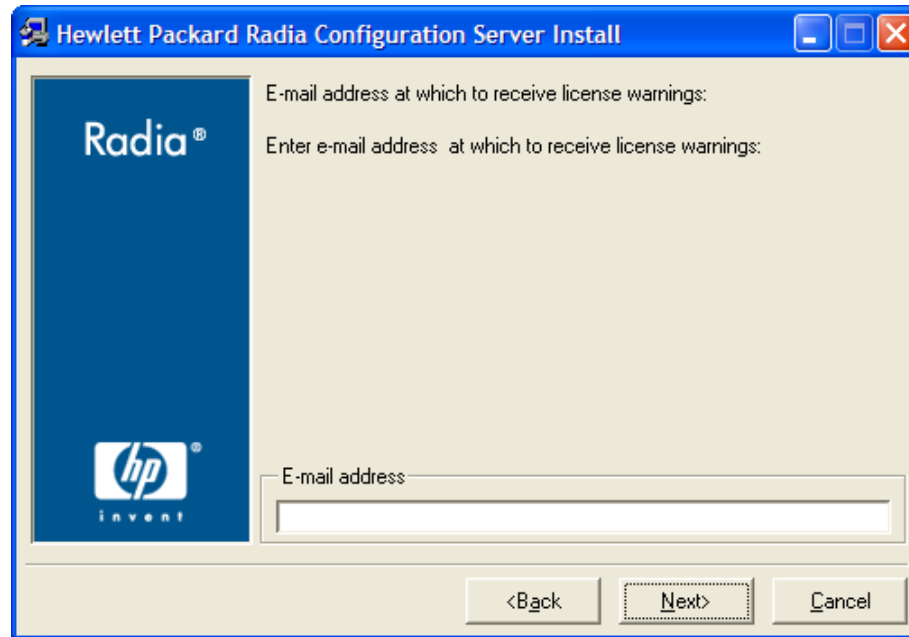 Hewlett Packard Radia Configuration Server Install
Radia®
E-mail address at which to receive license warnings:
Enter e-mail address  at which to receive license warnings:
hp®
invent
E-mail address
<Back
Next>
Cancel